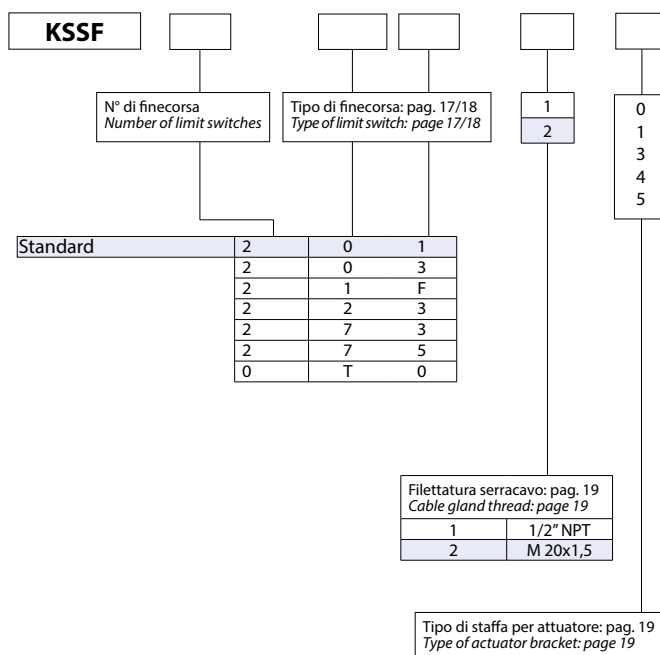 KSSF
N° di finecorsa
Number of limit switches
Tipo di finecorsa: pag. 17/18
Type of limit switch: page 17/18
1
2
0
1
3
4
5
Standard 2 0 1
2 0 3
2 1 F
2 2 3
2 7 3
2 7 5
0 T 0
Filettatura serracavo: pag. 19
Cable gland thread: page 19
1 1/2” NPT
2 M 20x1,5
Tipo di staffa per attuatore: pag. 19
Type of actuator bracket: page 19